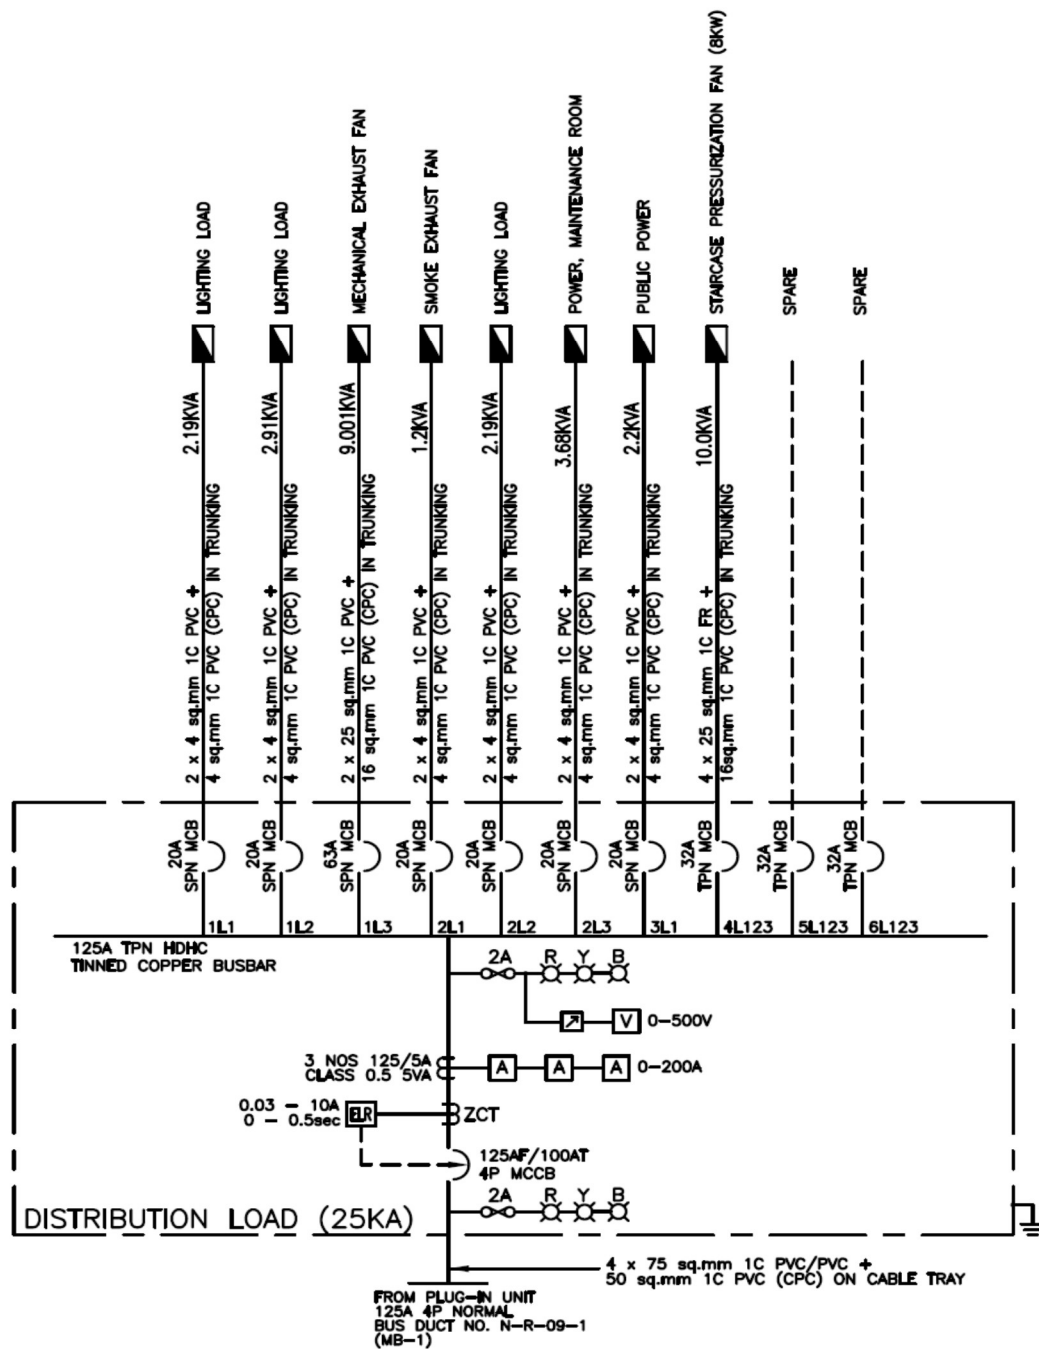 LIGHTING LOAD
LIGHTING LOAD
MECHANICAL EXHAUST FAN
SMOKE EXHAUST FAN
LIGHTING LOAD
POWER, MAINTENANCE ROOM
PUBLIC POWER
STAIRCASE PRESSURIZATION FAN (8KW)
SPARE
SPARE
2.19KVA
2.91KVA
9.001KVA
1.2KVA
2.19KVA
3.68KVA
2.2KVA
10.0KVA
2 x 4 sq.mm 1C PVC +
4 sq.mm 1C PVC (CPC) IN TRUNKING
2 x 4 sq.mm 1C PVC +
4 sq.mm 1C PVC (CPC) IN TRUNKING
2 x 25 sq.mm 1C PVC +
16 sq.mm 1C PVC (CPC) IN TRUNKING
2 x 4 sq.mm 1C PVC +
4 sq.mm 1C PVC (CPC) IN TRUNKING
2 x 4 sq.mm 1C PVC +
4 sq.mm 1C PVC (CPC) IN TRUNKING
2 x 4 sq.mm 1C PVC +
4 sq.mm 1C PVC (CPC) IN TRUNKING
2 x 4 sq.mm 1C PVC +
4 sq.mm 1C PVC (CPC) IN TRUNKING
4 x 25 sq.mm 1C FR +
16sq.mm 1C PVC (CPC) IN TRUNKING
20A
SPN MCB
20A
SPN MCB
63A
SPN MCB
20A
SPN MCB
20A
SPN MCB
20A
SPN MCB
20A
SPN MCB
32A
TPN MCB
32A
TPN MCB
32A
TPN MCB
1L1
1L2
1L3
2L1
2L2
2L3
3L1
4L123
5L123
6L123
125A TPN HDHC
TINNED COPPER BUSBAR
2A R Y B
V 0-500V
3 NOS 125/5A
CLASS 0.5 5VA
A A A 0-200A
0.03 - 10A
0 - 0.5sec
ELR
ZCT
125AF/100AT
4P MCCB
2A R Y B
DISTRIBUTION LOAD (25KA)
4 x 75 sq.mm 1C PVC/PVC +
50 sq.mm 1C PVC (CPC) ON CABLE TRAY
FROM PLUG-IN UNIT
125A 4P NORMAL
BUS DUCT NO. N-R-09-1
(MB-1)